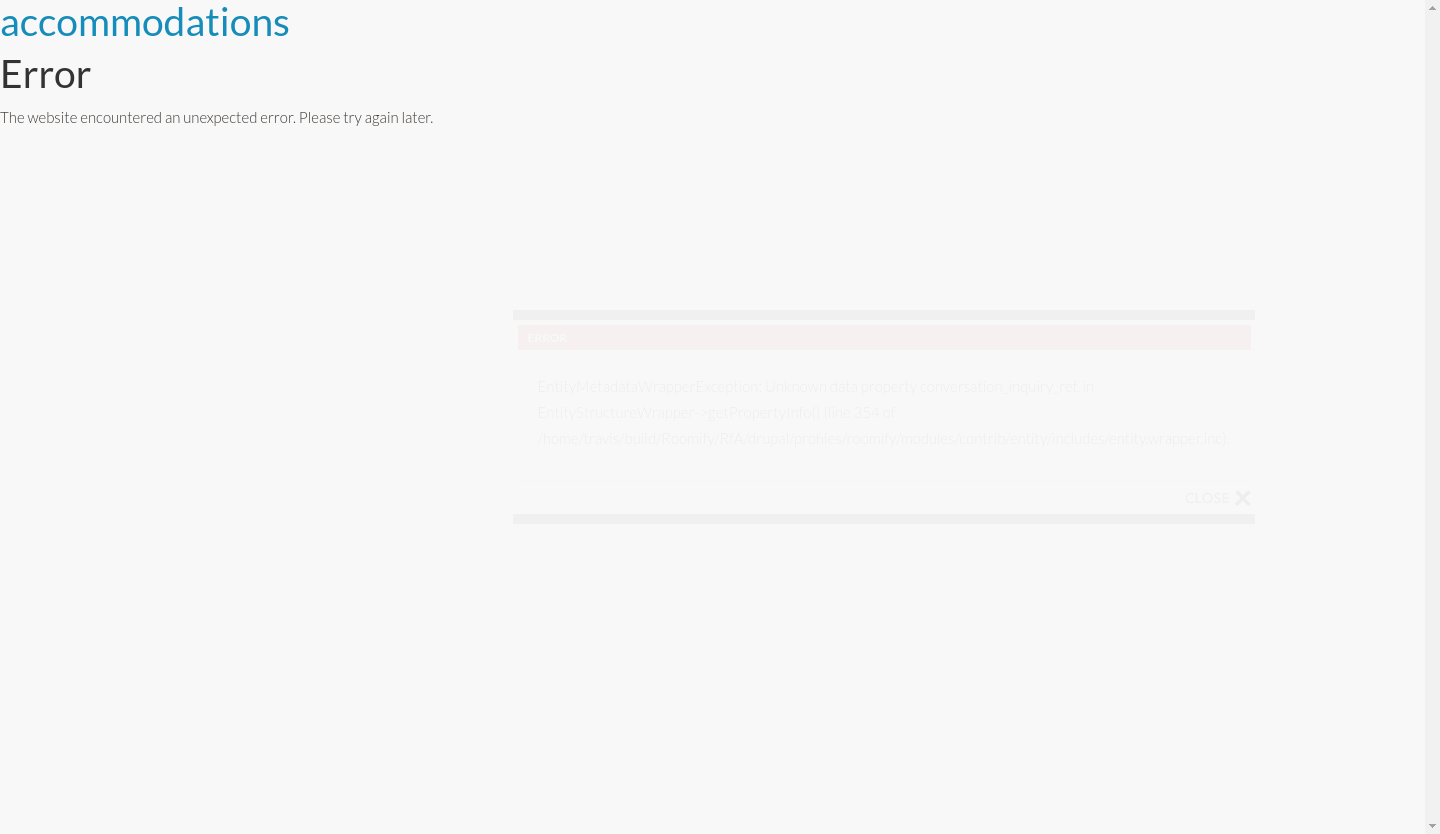 accommodations
Error
The website encountered an unexpected error. Please try again later.
ERROR
EntityMetadataWrapperException: Unknown data property conversation_inquiry_ref. in
EntityStructureWrapper->getPropertyInfo() (line 354 of
/home/travis/build/Roomify/RfA/drupal/profiles/roomify/modules/contrib/entity/includes/entity.wrapper.inc).
CLOSE